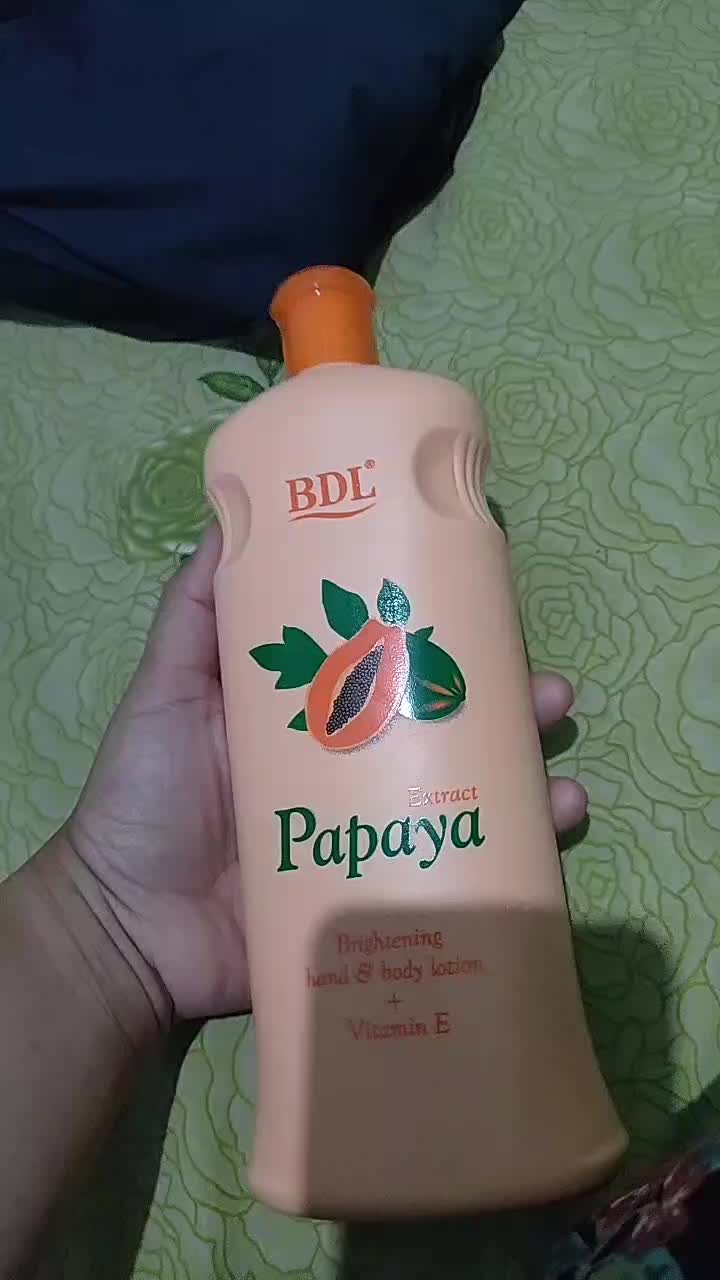 BDL®
Extract
Papaya
Brightening
hand & body lotion
+
Vitamin E